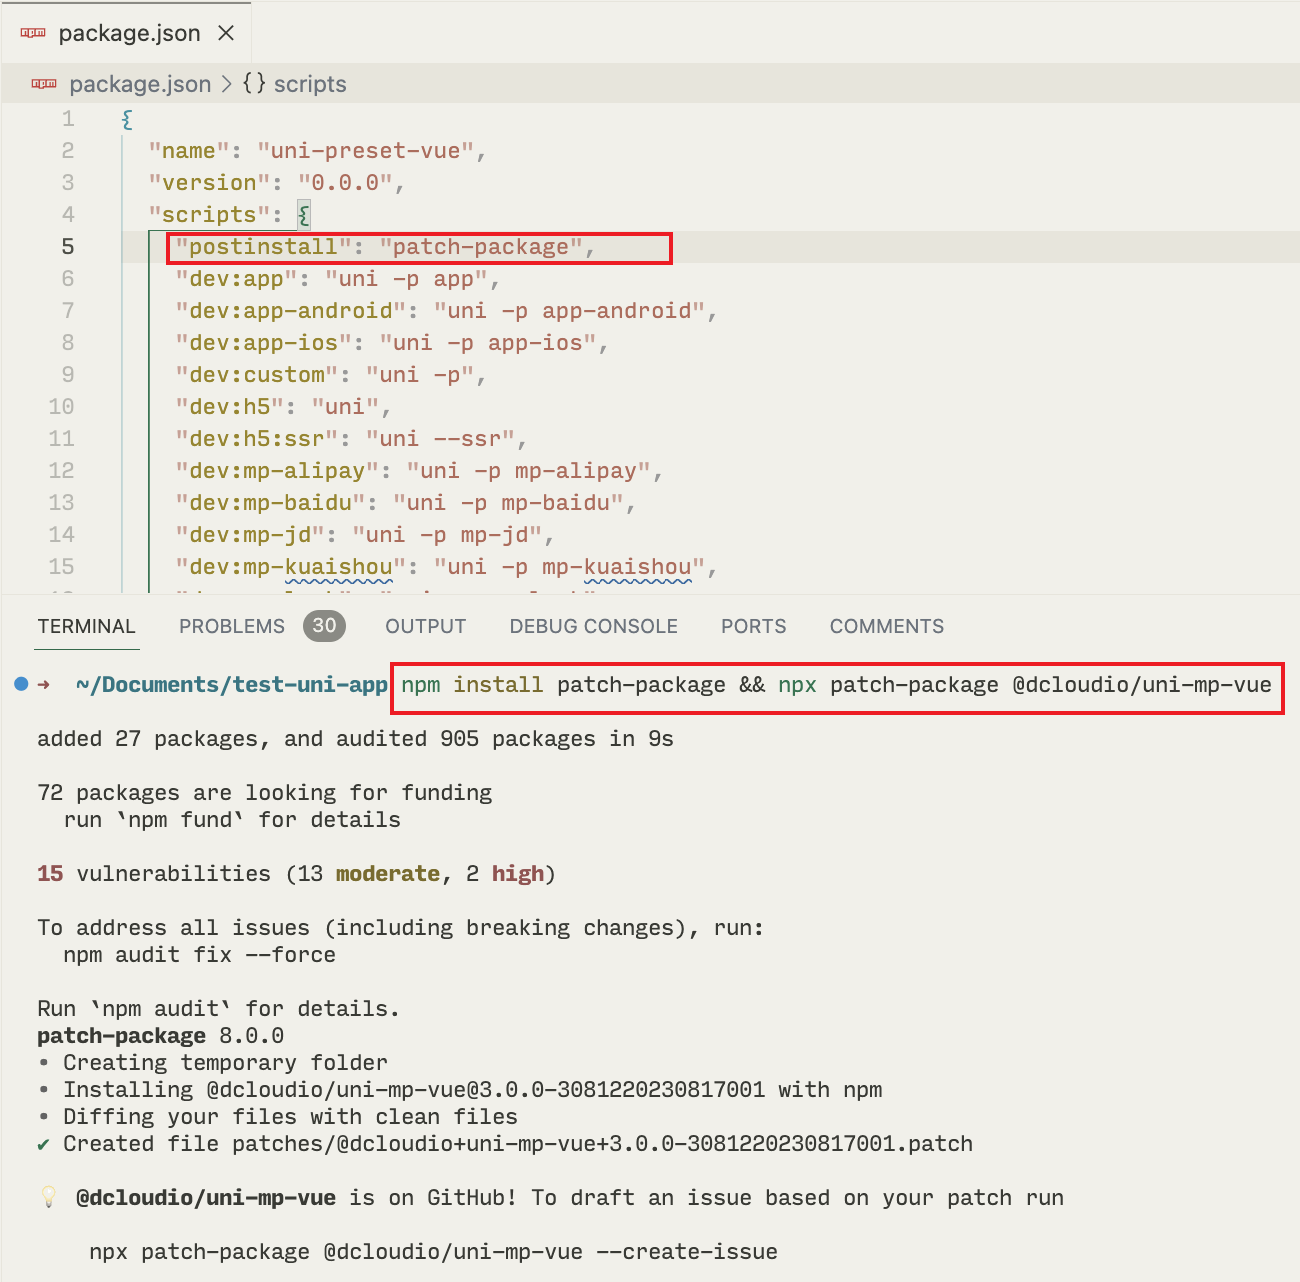 package.json
package.json > {} scripts
1 {
2 "name": "uni-preset-vue",
3 "version": "0.0.0",
4 "scripts": {
5 "postinstall": "patch-package",
6 "dev:app": "uni -p app",
7 "dev:app-android": "uni -p app-android",
8 "dev:app-ios": "uni -p app-ios",
9 "dev:custom": "uni -p",
10 "dev:h5": "uni",
11 "dev:h5:ssr": "uni --ssr",
12 "dev:mp-alipay": "uni -p mp-alipay",
13 "dev:mp-baidu": "uni -p mp-baidu",
14 "dev:mp-jd": "uni -p mp-jd",
15 "dev:mp-kuaishou": "uni -p mp-kuaishou",
TERMINAL PROBLEMS 30 OUTPUT DEBUG CONSOLE PORTS COMMENTS
➜ ~/Documents/test-uni-app npm install patch-package && npx patch-package @dcloudio/uni-mp-vue
added 27 packages, and audited 905 packages in 9s
72 packages are looking for funding
run `npm fund` for details
15 vulnerabilities (13 moderate, 2 high)
To address all issues (including breaking changes), run:
npm audit fix --force
Run `npm audit` for details.
patch-package 8.0.0
• Creating temporary folder
• Installing @dcloudio/uni-mp-vue@3.0.0-3081220230817001 with npm
• Diffing your files with clean files
✔ Created file patches/@dcloudio+uni-mp-vue+3.0.0-3081220230817001.patch
💡 @dcloudio/uni-mp-vue is on GitHub! To draft an issue based on your patch run
npx patch-package @dcloudio/uni-mp-vue --create-issue